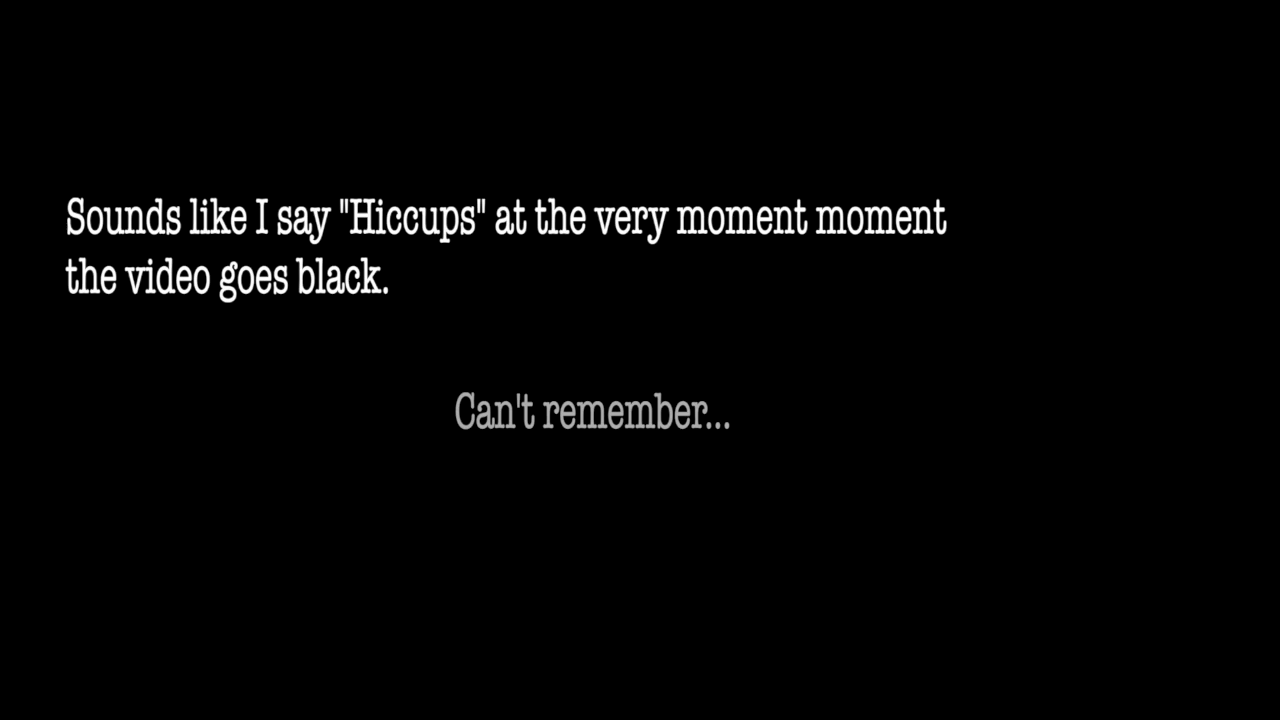 Sounds like I say "Hiccups" at the very moment moment
the video goes black.
Can't remember...